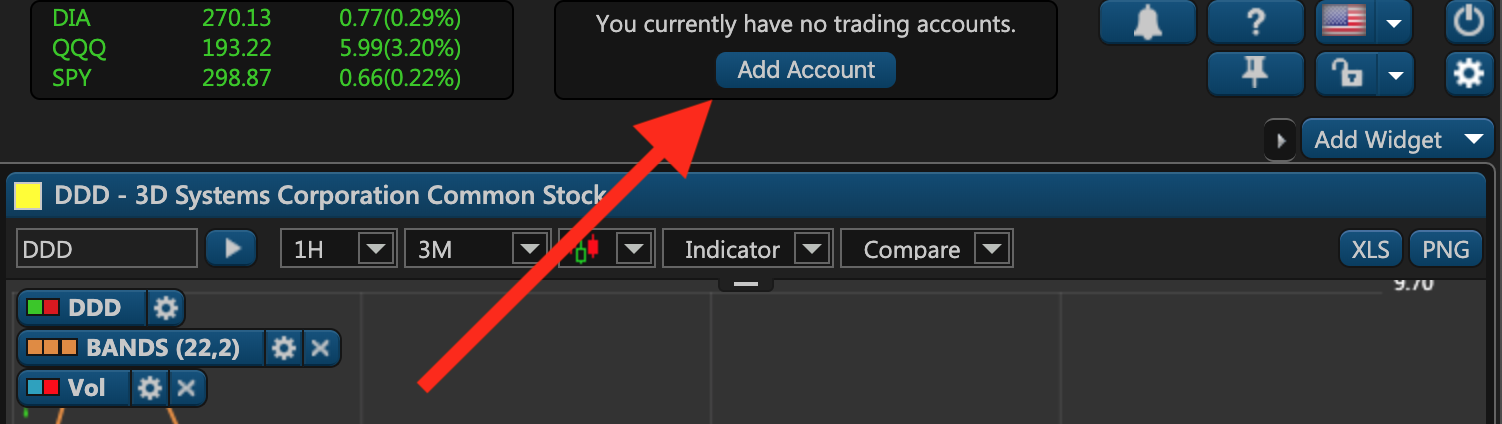 DIA 270.13 0.77(0.29%)
QQQ 193.22 5.99(3.20%)
SPY 298.87 0.66(0.22%)
You currently have no trading accounts.
Add Account
?
Add Widget
DDD - 3D Systems Corporation Common Stock
DDD 1H 3M Indicator Compare XLS PNG
9.70
DDD
BANDS (22,2)
Vol